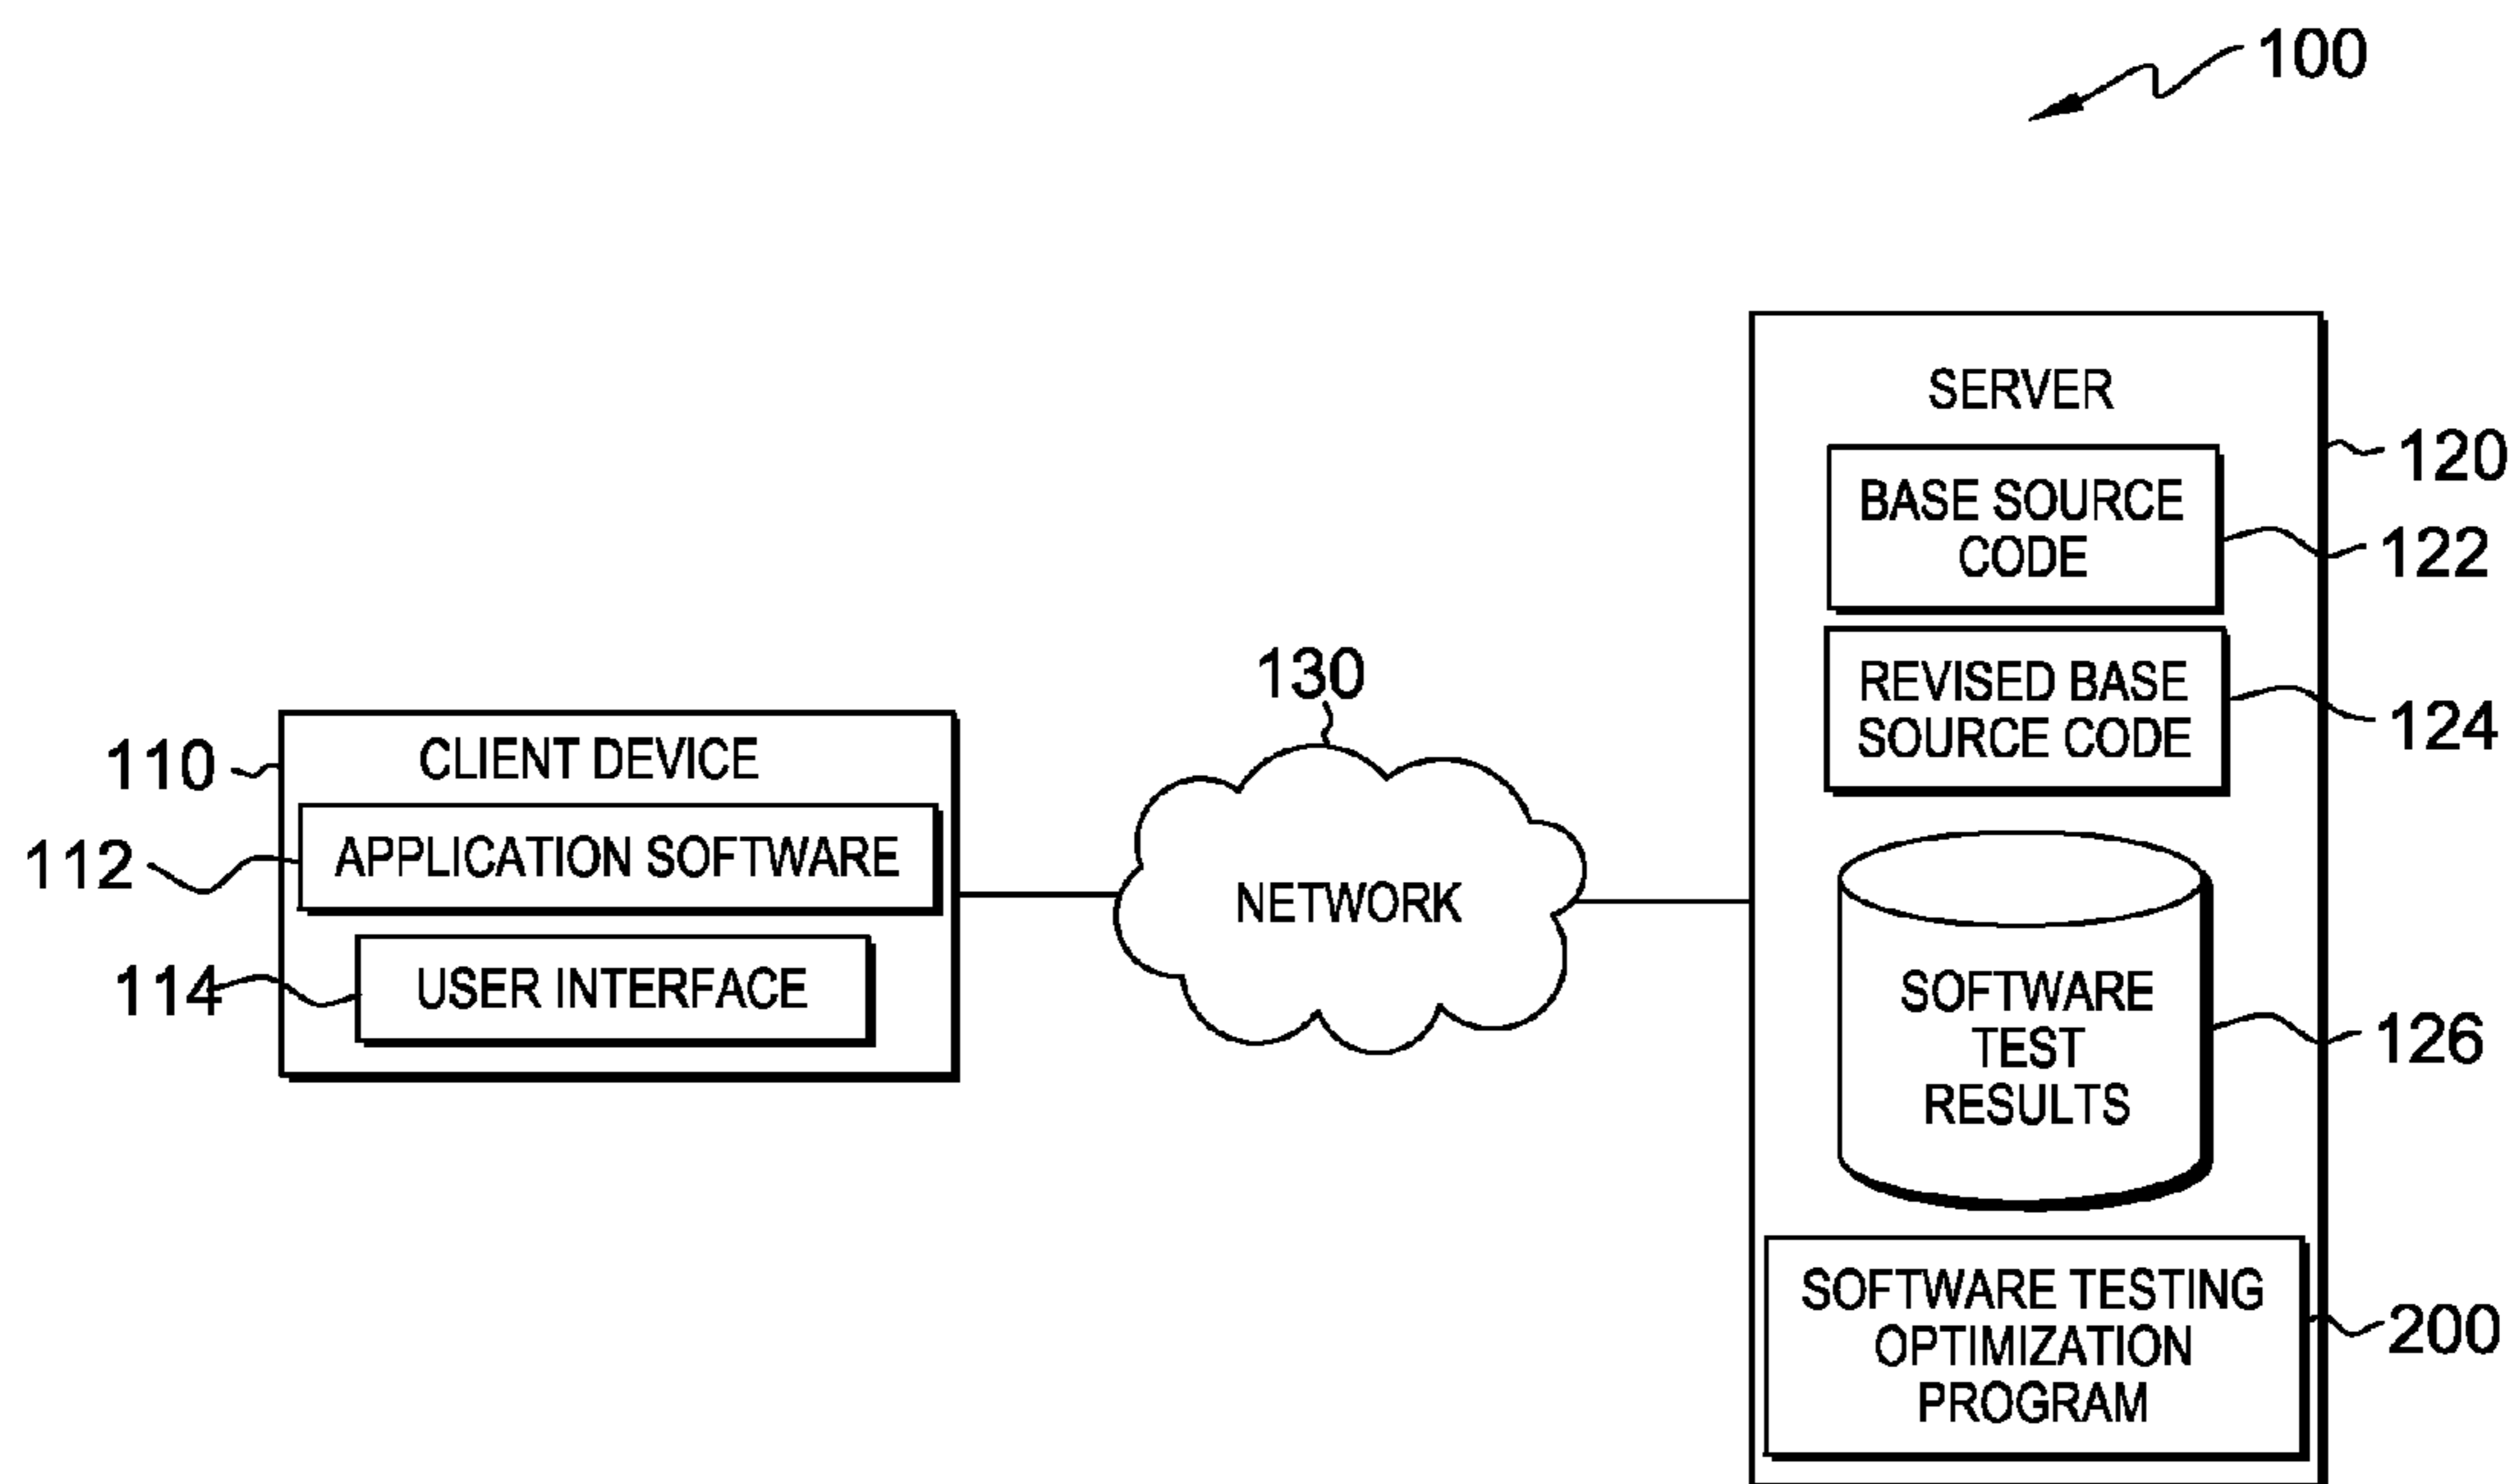 100
SERVER
120
BASE SOURCE
CODE
122
REVISED BASE
SOURCE CODE
124
130
110
CLIENT DEVICE
112
APPLICATION SOFTWARE
NETWORK
114
USER INTERFACE
SOFTWARE
TEST
RESULTS
126
SOFTWARE TESTING
OPTIMIZATION
PROGRAM
200